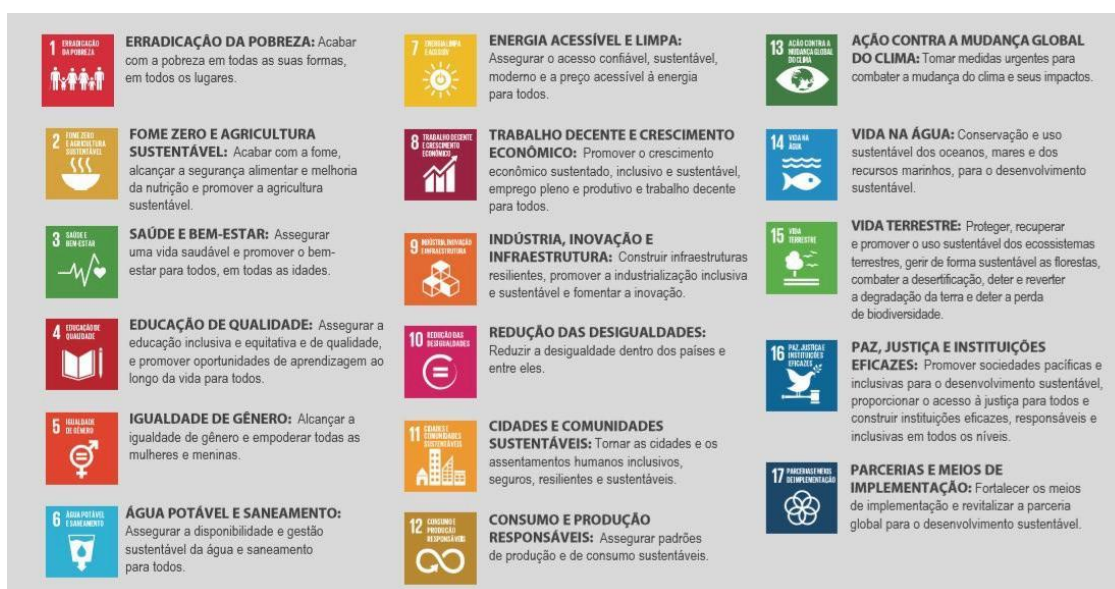 1 ERRADICAÇÃO
DA POBREZA
ERRADICAÇÃO DA POBREZA: Acabar
com a pobreza em todas as suas formas,
em todos os lugares.
2 FOME ZERO
E AGRICULTURA
SUSTENTÁVEL
FOME ZERO E AGRICULTURA
SUSTENTÁVEL: Acabar com a fome,
alcançar a segurança alimentar e melhoria
da nutrição e promover a agricultura
sustentável.
3 SAÚDE E
BEM-ESTAR
SAÚDE E BEM-ESTAR: Assegurar
uma vida saudável e promover o bem-
estar para todos, em todas as idades.
4 EDUCAÇÃO DE
QUALIDADE
EDUCAÇÃO DE QUALIDADE: Assegurar a
educação inclusiva e equitativa e de qualidade,
e promover oportunidades de aprendizagem ao
longo da vida para todos.
5 IGUALDADE
DE GÊNERO
IGUALDADE DE GÊNERO: Alcançar a
igualdade de gênero e empoderar todas as
mulheres e meninas.
6 ÁGUA POTÁVEL
E SANEAMENTO
ÁGUA POTÁVEL E SANEAMENTO:
Assegurar a disponibilidade e gestão
sustentável da água e saneamento
para todos.
7 ENERGIA LIMPA
E ACESSÍVEL
ENERGIA ACESSÍVEL E LIMPA:
Assegurar o acesso confiável, sustentável,
moderno e a preço acessível à energia
para todos.
8 TRABALHO DECENTE
E CRESCIMENTO
ECONÔMICO
TRABALHO DECENTE E CRESCIMENTO
ECONÔMICO: Promover o crescimento
econômico sustentado, inclusivo e sustentável,
emprego pleno e produtivo e trabalho decente
para todos.
9 INDÚSTRIA, INOVAÇÃO
E INFRAESTRUTURA
INDÚSTRIA, INOVAÇÃO E
INFRAESTRUTURA: Construir infraestruturas
resilientes, promover a industrialização inclusiva
e sustentável e fomentar a inovação.
10 REDUÇÃO DAS
DESIGUALDADES
REDUÇÃO DAS DESIGUALDADES:
Reduzir a desigualdade dentro dos países e
entre eles.
11 CIDADES E
COMUNIDADES
SUSTENTÁVEIS
CIDADES E COMUNIDADES
SUSTENTÁVEIS: Tornar as cidades e os
assentamentos humanos inclusivos,
seguros, resilientes e sustentáveis.
12 CONSUMO E
PRODUÇÃO
RESPONSÁVEIS
CONSUMO E PRODUÇÃO
RESPONSÁVEIS: Assegurar padrões
de produção e de consumo sustentáveis.
13 AÇÃO CONTRA A
MUDANÇA GLOBAL
DO CLIMA
AÇÃO CONTRA A MUDANÇA GLOBAL
DO CLIMA: Tomar medidas urgentes para
combater a mudança do clima e seus impactos.
14 VIDA NA
ÁGUA
VIDA NA ÁGUA: Conservação e uso
sustentável dos oceanos, mares e dos
recursos marinhos, para o desenvolvimento
sustentável.
15 VIDA
TERRESTRE
VIDA TERRESTRE: Proteger, recuperar
e promover o uso sustentável dos ecossistemas
terrestres, gerir de forma sustentável as florestas,
combater a desertificação, deter e reverter
a degradação da terra e deter a perda
de biodiversidade.
16 PAZ, JUSTIÇA E
INSTITUIÇÕES
EFICAZES
PAZ, JUSTIÇA E INSTITUIÇÕES
EFICAZES: Promover sociedades pacíficas e
inclusivas para o desenvolvimento sustentável,
proporcionar o acesso à justiça para todos e
construir instituições eficazes, responsáveis e
inclusivas em todos os níveis.
17 PARCERIAS E MEIOS
DE IMPLEMENTAÇÃO
PARCERIAS E MEIOS DE
IMPLEMENTAÇÃO: Fortalecer os meios
de implementação e revitalizar a parceria
global para o desenvolvimento sustentável.